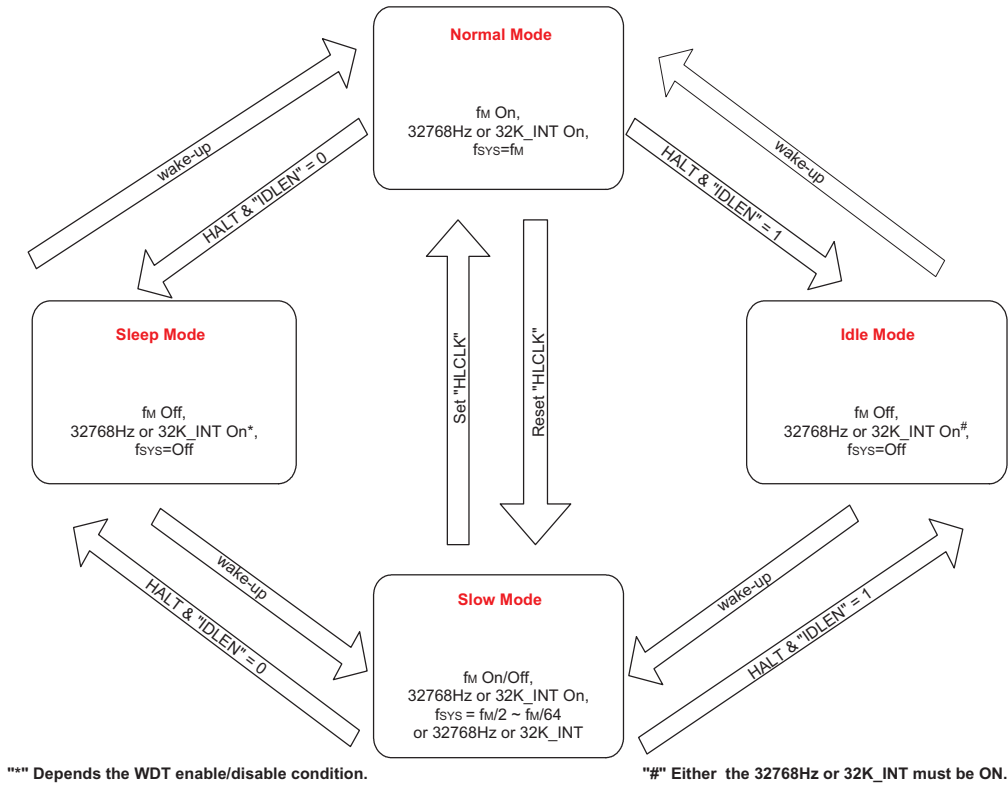 Normal Mode
fM On,
32768Hz or 32K_INT On,
fSYS=fM
wake-up
HALT & "IDLEN" = 0
HALT & "IDLEN" = 1
wake-up
Sleep Mode
fM Off,
32768Hz or 32K_INT On*,
fSYS=Off
Set "HLCLK"
Reset "HLCLK"
Idle Mode
fM Off,
32768Hz or 32K_INT On#,
fSYS=Off
wake-up
HALT & "IDLEN" = 0
wake-up
HALT & "IDLEN" = 1
Slow Mode
fM On/Off,
32768Hz or 32K_INT On,
fSYS = fM/2 ~ fM/64
or 32768Hz or 32K_INT
"*" Depends the WDT enable/disable condition.
"#" Either the 32768Hz or 32K_INT must be ON.